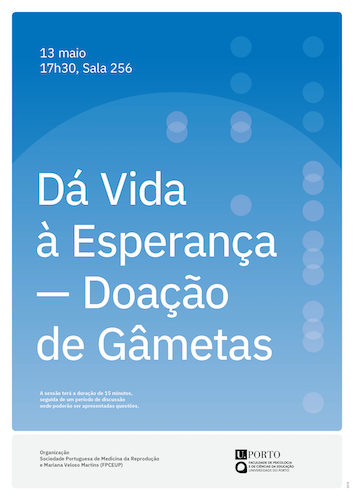 13 maio
17h30, Sala 256
Dá Vida
à Esperança
— Doação
de Gâmetas
A sessão terá a duração de 15 minutos,
seguida de um período de discussão
onde poderão ser apresentadas questões.
Organização
Sociedade Portuguesa de Medicina da Reprodução
e Mariana Veloso Martins (FPCEUP)
U. PORTO
FACULDADE DE PSICOLOGIA
E DE CIÊNCIAS DA EDUCAÇÃO
UNIVERSIDADE DO PORTO